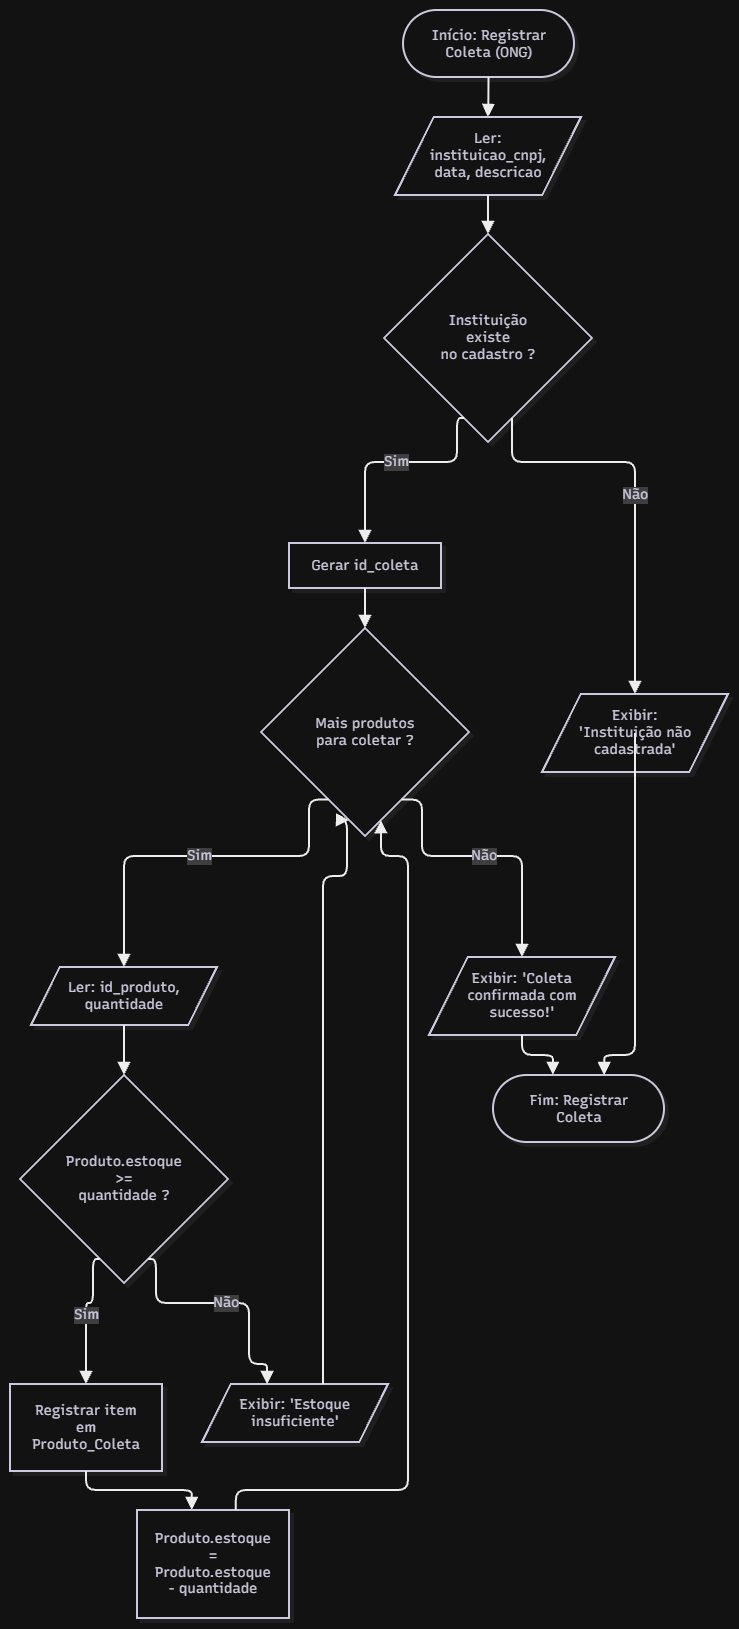 Início: Registrar
Coleta (ONG)
Ler:
instituicao_cnpj,
data, descricao
Instituição
existe
no cadastro ?
Sim
Não
Gerar id_coleta
Mais produtos
para coletar ?
Exibir:
'Instituição não
cadastrada'
Sim
Não
Ler: id_produto,
quantidade
Exibir: 'Coleta
confirmada com
sucesso!'
Fim: Registrar
Coleta
Produto.estoque
>=
quantidade ?
Sim
Não
Registrar item
em
Produto_Coleta
Exibir: 'Estoque
insuficiente'
Produto.estoque
=
Produto.estoque
- quantidade